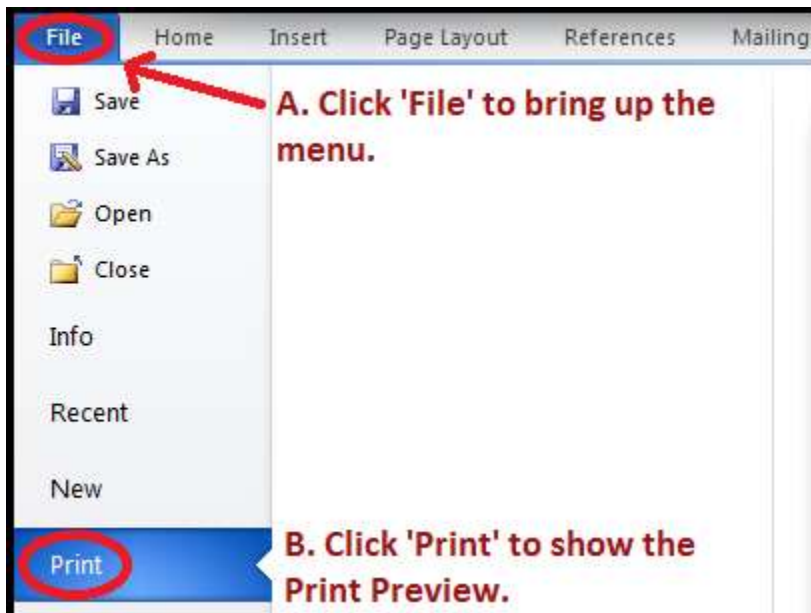 File Home Insert Page Layout References Mailing
Save
A. Click 'File' to bring up the
menu.
Save As
Open
Close
Info
Recent
New
Print
B. Click 'Print' to show the
Print Preview.